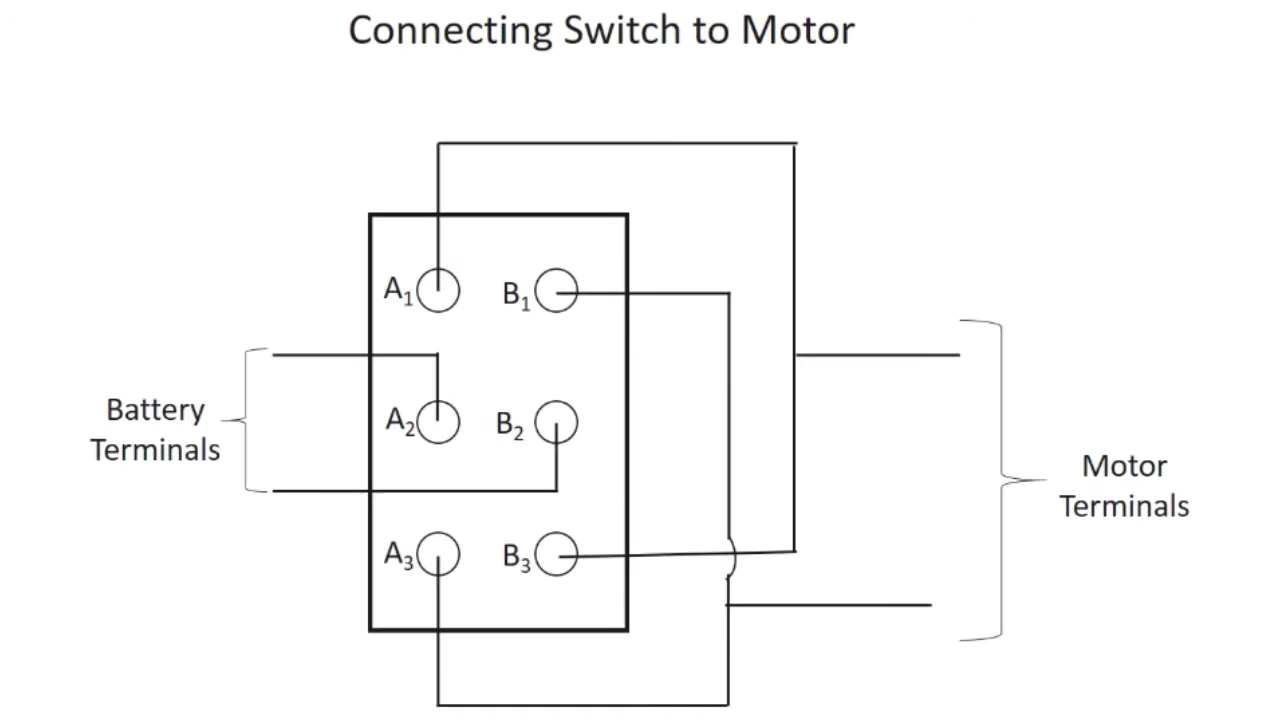 Connecting Switch to Motor
A₁
B₁
Battery
Terminals
A₂
B₂
Motor
Terminals
A₃
B₃